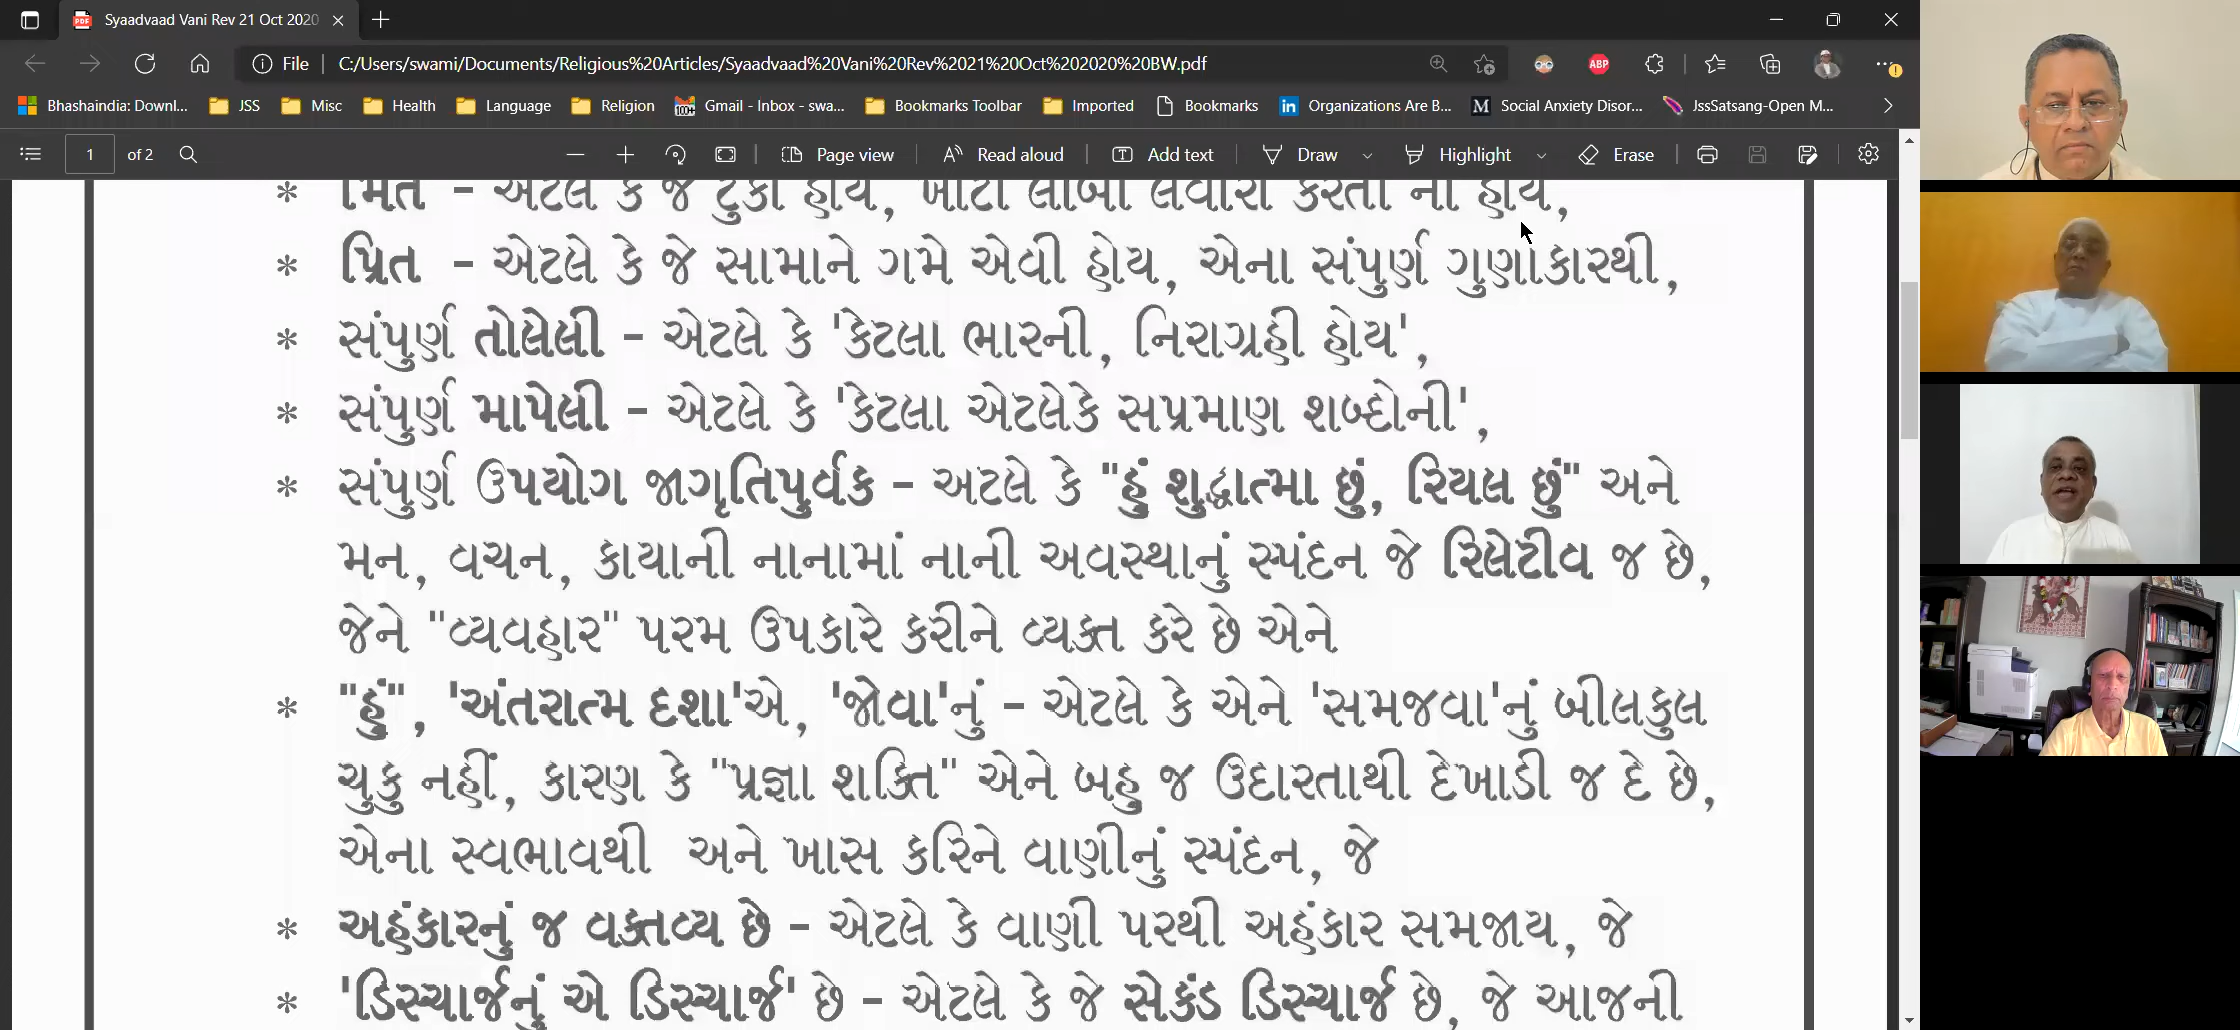 Syaadvaad Vani Rev 21 Oct 2020
File C:/Users/swami/Documents/Religious%20Articles/Syaadvaad%20Vani%20Rev%2021%20Oct%202020%20BW.pdf
ABP
Bhashaindia: Downl... JSS Misc Health Language Religion Gmail - Inbox - swa... Bookmarks Toolbar Imported Bookmarks Organizations Are B... Social Anxiety Disor... JssSatsang-Open M...
1 of 2 Page view Read aloud Add text Draw Highlight Erase
* મિત – એટલે કે જે ટુંકી હોય, ખોટી લાંબી લવારો કરતી ના હોય,
* પ્રિત – એટલે કે જે સામાને ગમે એવી હોય, એના સંપુર્ણ ગુણાકારથી,
* સંપુર્ણ તોલેલી – એટલે કે 'કેટલા ભારની, નિરાગ્રહી હોય',
* સંપુર્ણ માપેલી – એટલે કે 'કેટલા એટલેકે સપ્રમાણ શબ્દોની',
* સંપુર્ણ ઉપયોગ જાગૃતિપુર્વક – અટલે કે "હું શુદ્ધાત્મા છું, રિયલ છું" અને
મન, વચન, કાયાની નાનામાં નાની અવસ્થાનું સ્પંદન જે રિલેટીવ જ છે,
જેને "વ્યવહાર" પરમ ઉપકારે કરીને વ્યક્ત કરે છે એને
* "હું", 'અંતરાત્મ દશા'એ, 'જોવા'નું – એટલે કે એને 'સમજવા'નું બીલકુલ
ચુકુ નહીં, કારણ કે "પ્રજ્ઞા શક્તિ" એને બહુ જ ઉદારતાથી દેખાડી જ દે છે,
એના સ્વભાવથી અને ખાસ કરિને વાણીનું સ્પંદન, જે
* અહંકારનું જ વક્તવ્ય છે – એટલે કે વાણી પરથી અહંકાર સમજાય, જે
* 'ડિસ્ચાર્જનું એ ડિસ્ચાર્જ' છે – એટલે કે જે સેકંડ ડિસ્ચાર્જ છે, જે આજની